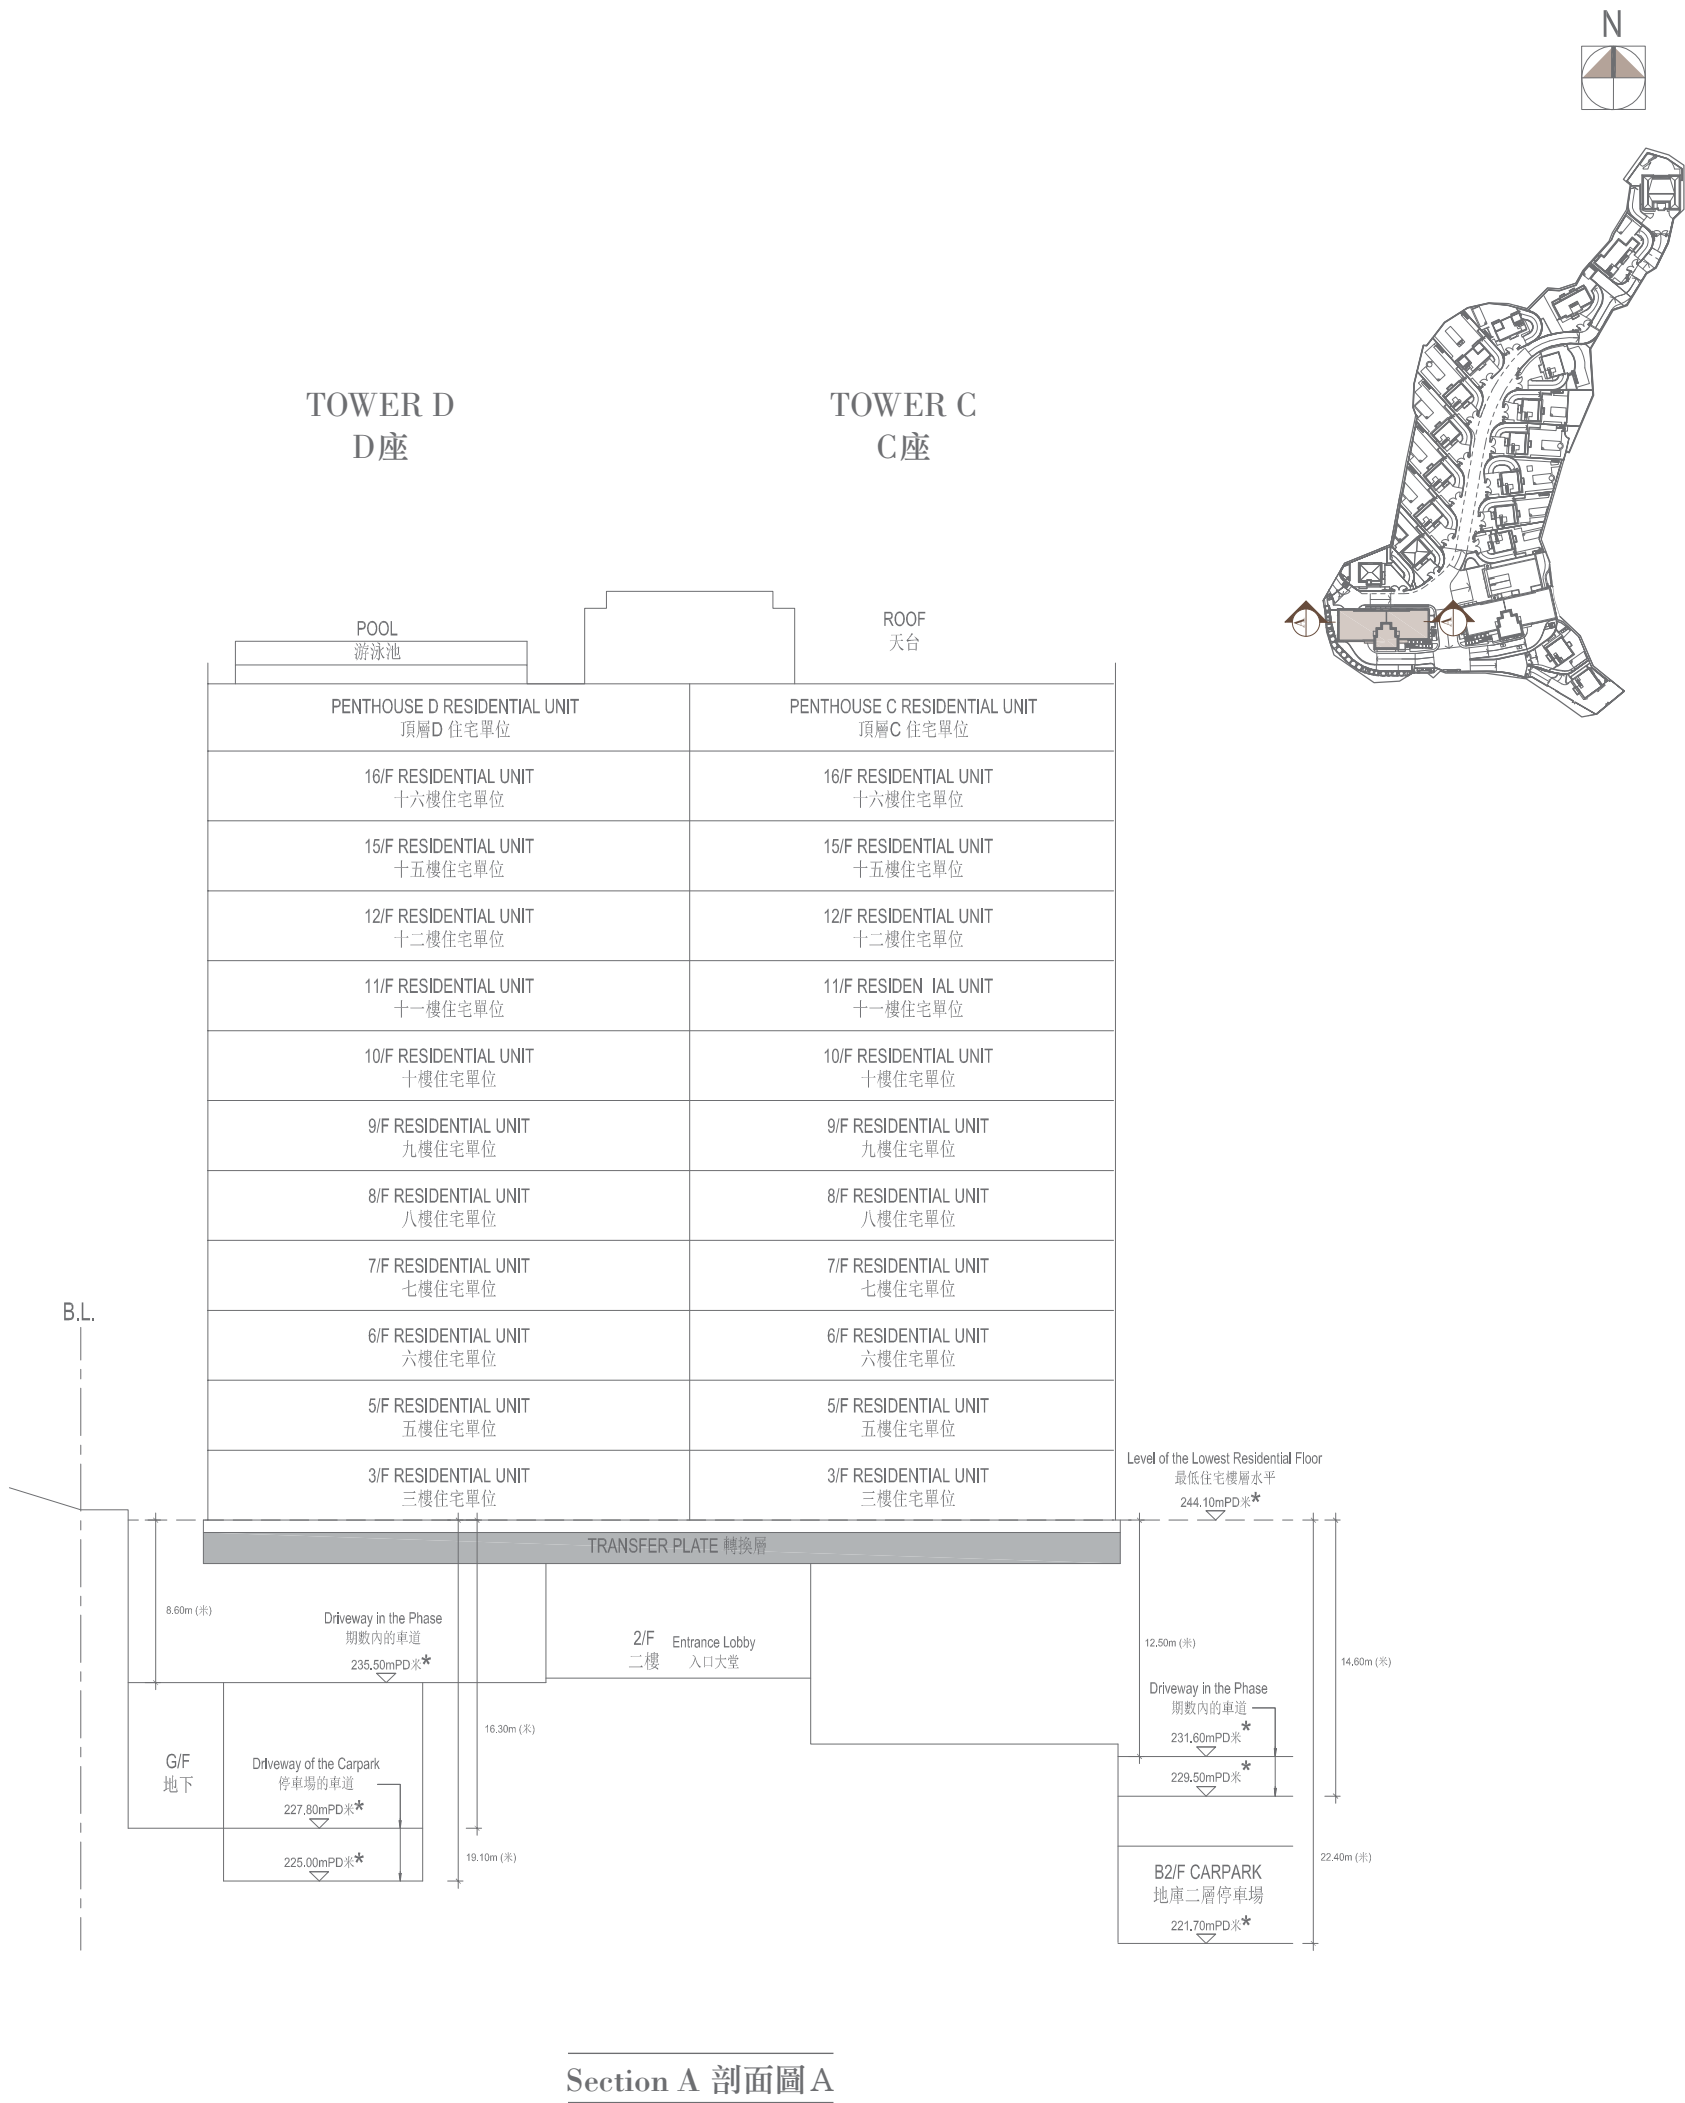 N
TOWER D
D座
TOWER C
C座
POOL
游泳池
ROOF
天台
PENTHOUSE D RESIDENTIAL UNIT
頂層D 住宅單位
PENTHOUSE C RESIDENTIAL UNIT
頂層C 住宅單位
16/F RESIDENTIAL UNIT
十六樓住宅單位
16/F RESIDENTIAL UNIT
十六樓住宅單位
15/F RESIDENTIAL UNIT
十五樓住宅單位
15/F RESIDENTIAL UNIT
十五樓住宅單位
12/F RESIDENTIAL UNIT
十二樓住宅單位
12/F RESIDENTIAL UNIT
十二樓住宅單位
11/F RESIDENTIAL UNIT
十一樓住宅單位
11/F RESIDEN IAL UNIT
十一樓住宅單位
10/F RESIDENTIAL UNIT
十樓住宅單位
10/F RESIDENTIAL UNIT
十樓住宅單位
9/F RESIDENTIAL UNIT
九樓住宅單位
9/F RESIDENTIAL UNIT
九樓住宅單位
8/F RESIDENTIAL UNIT
八樓住宅單位
8/F RESIDENTIAL UNIT
八樓住宅單位
7/F RESIDENTIAL UNIT
七樓住宅單位
7/F RESIDENTIAL UNIT
七樓住宅單位
B.L.
6/F RESIDENTIAL UNIT
六樓住宅單位
6/F RESIDENTIAL UNIT
六樓住宅單位
5/F RESIDENTIAL UNIT
五樓住宅單位
5/F RESIDENTIAL UNIT
五樓住宅單位
3/F RESIDENTIAL UNIT
三樓住宅單位
3/F RESIDENTIAL UNIT
三樓住宅單位
Level of the Lowest Residential Floor
最低住宅樓層水平
244.10mPD米*
TRANSFER PLATE 轉換層
8.60m (米)
Driveway in the Phase
期數內的車道
235.50mPD米*
2/F
二樓
Entrance Lobby
入口大堂
12.50m (米)
14.60m (米)
Driveway in the Phase
期數內的車道
231.60mPD米*
229.50mPD米*
16.30m (米)
G/F
地下
Driveway of the Carpark
停車場的車道
227.80mPD米*
225.00mPD米*
19.10m (米)
22.40m (米)
B2/F CARPARK
地庫二層停車場
221.70mPD米*
Section A 剖面圖A